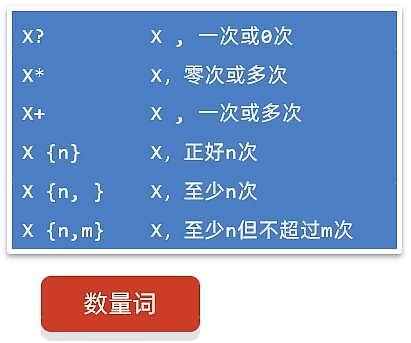 X? X , 一次或0次
X* X, 零次或多次
X+ X , 一次或多次
X {n} X, 正好n次
X {n, } X, 至少n次
X {n,m} X, 至少n但不超过m次
数量词